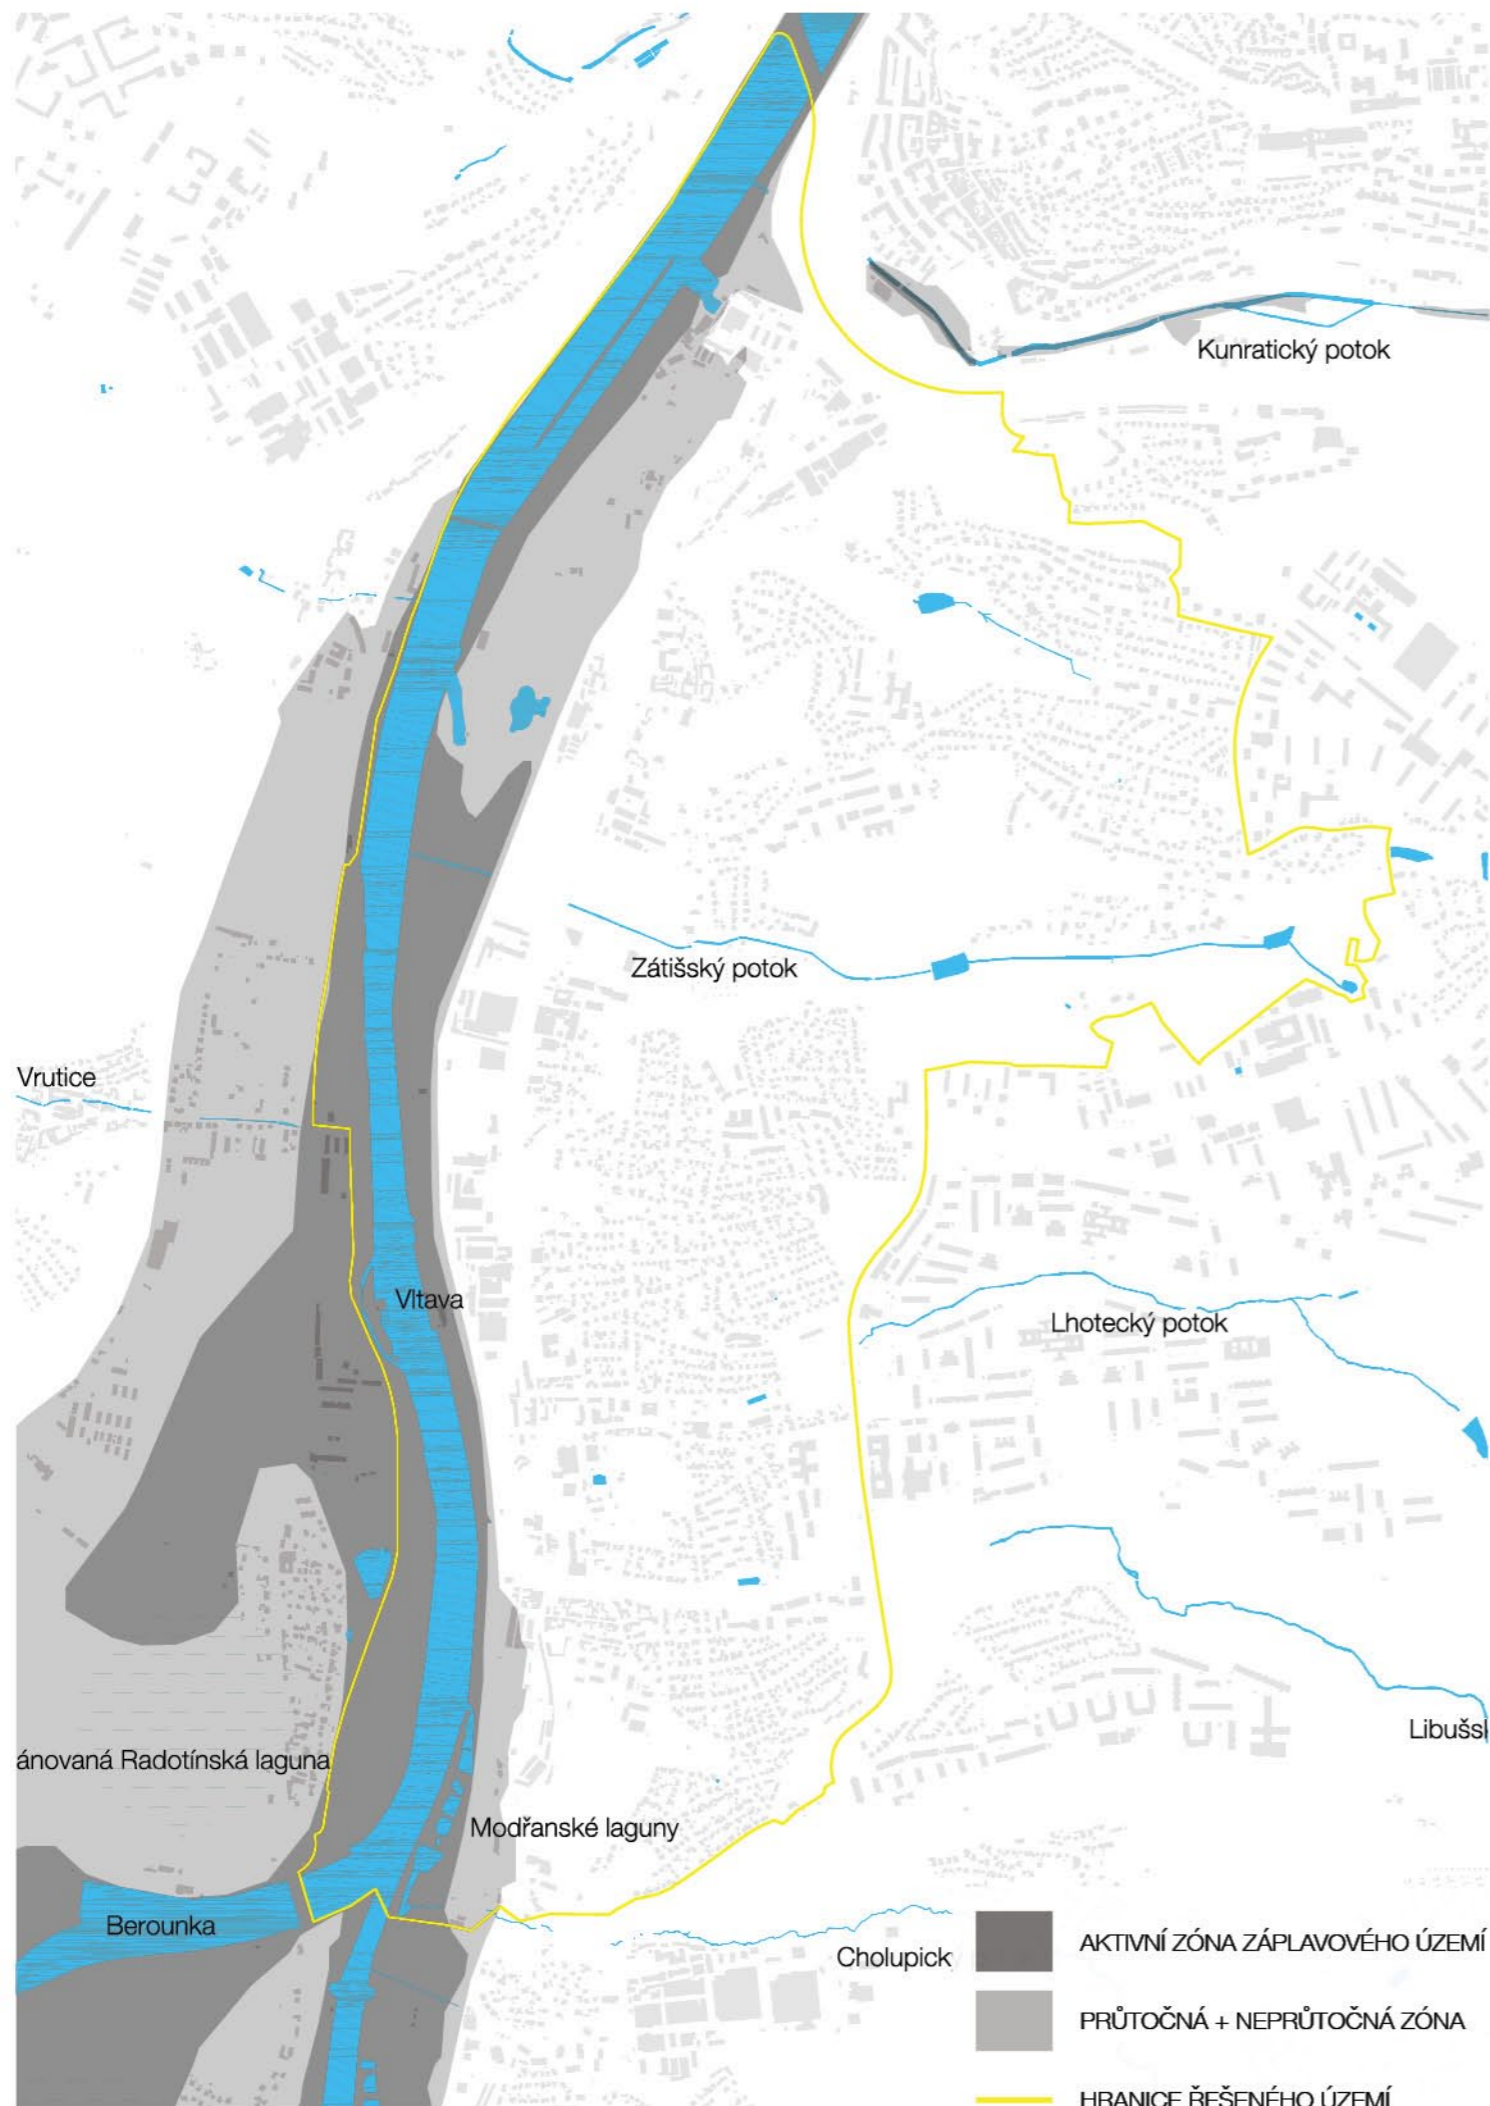 Kunratický potok
Zátišský potok
Vrutice
Vltava
Lhotecký potok
Libušsk
ánovaná Radotínská laguna
Modřanské laguny
Berounka
Cholupick
AKTIVNÍ ZÓNA ZÁPLAVOVÉHO ÚZEMÍ
PRŮTOČNÁ + NEPRŮTOČNÁ ZÓNA
HRANICE ŘEŠENÉHO ÚZEMÍ